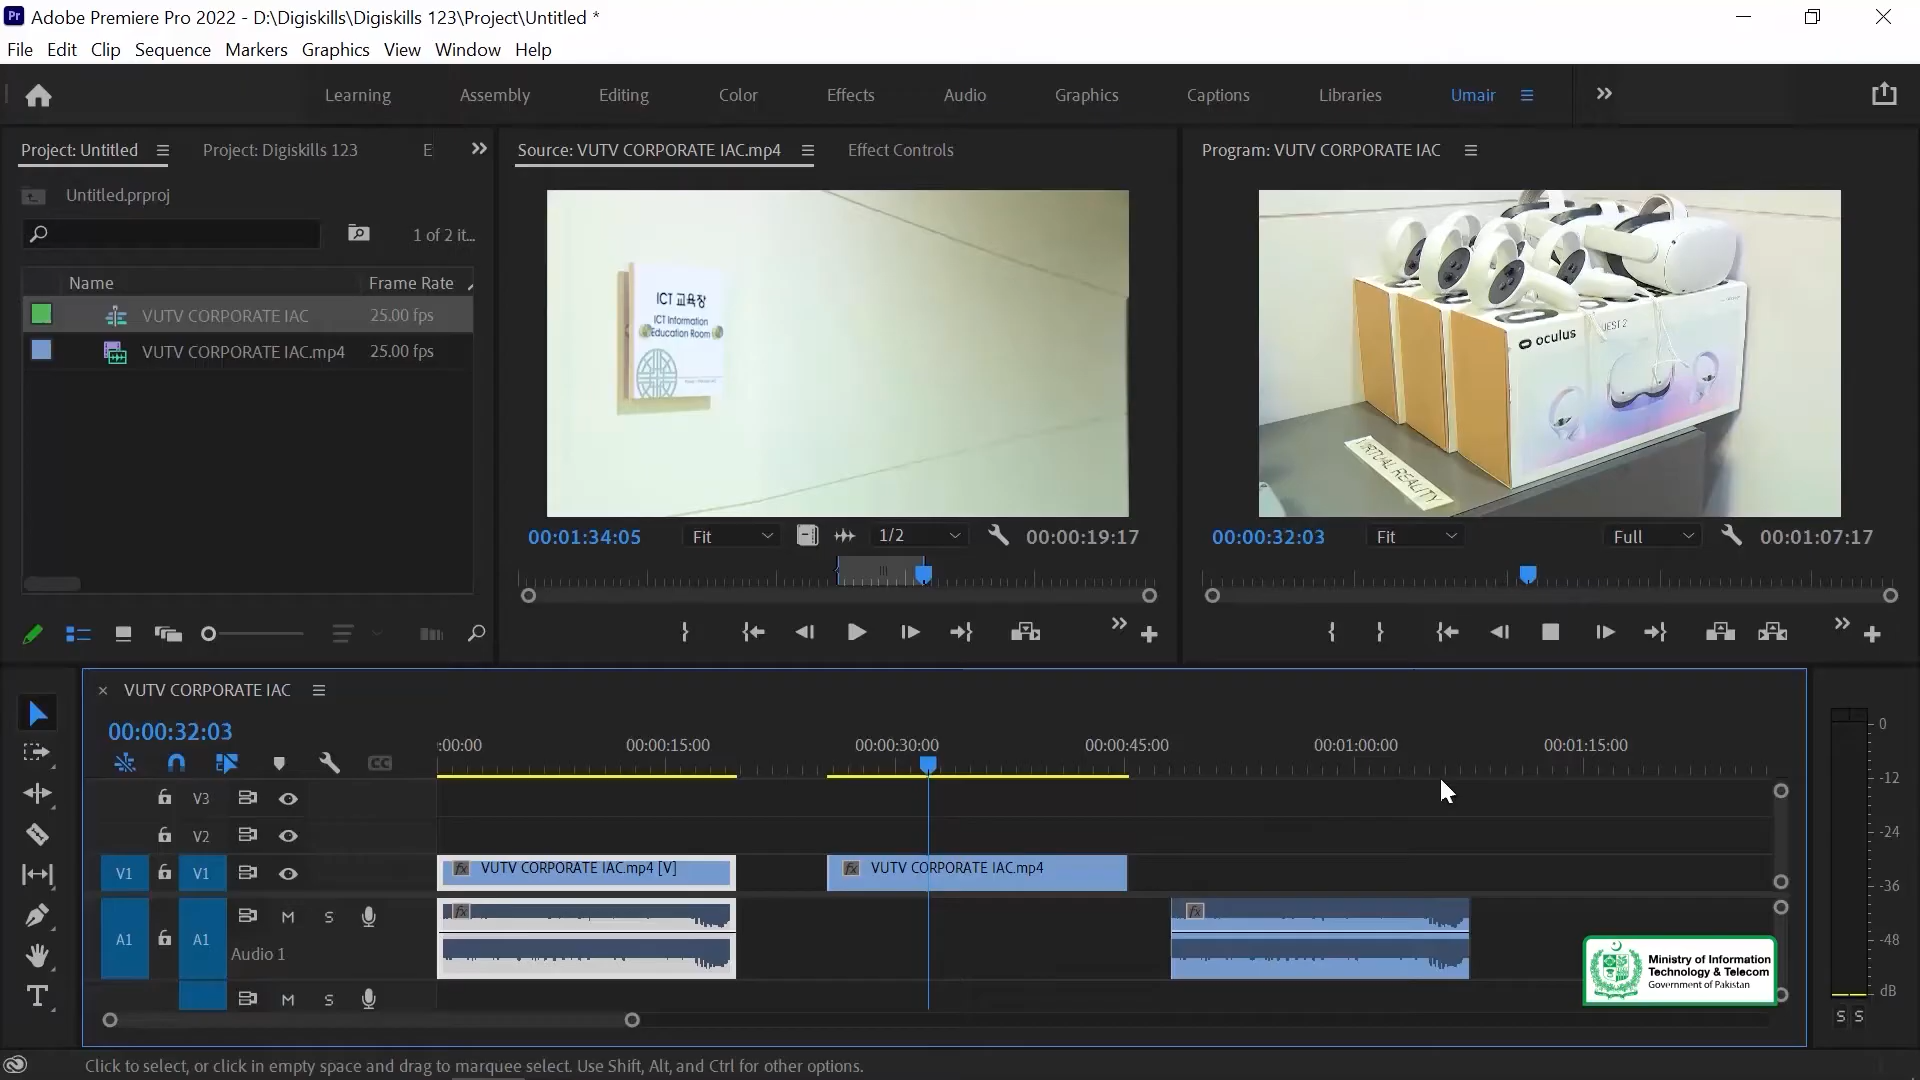 Adobe Premiere Pro 2022 - D:\Digiskills\Digiskills 123\Project\Untitled *
File Edit Clip Sequence Markers Graphics View Window Help
Learning Assembly Editing Color Effects Audio Graphics Captions Libraries Umair
Project: Untitled Project: Digiskills 123 E
Source: VUTV CORPORATE IAC.mp4 Effect Controls
Program: VUTV CORPORATE IAC
Untitled.prproj
1 of 2 it...
Name Frame Rate
VUTV CORPORATE IAC 25.00 fps
VUTV CORPORATE IAC.mp4 25.00 fps
ICT 교육장
ICT Information
Education Room
oculus
QUEST 2
VIRTUAL REALITY
00:01:34:05 Fit 1/2 00:00:19:17
00:00:32:03 Fit Full 00:01:07:17
VUTV CORPORATE IAC
00:00:32:03
:00:00 00:00:15:00 00:00:30:00 00:00:45:00 00:01:00:00 00:01:15:00
CC
V3
V2
V1 V1
VUTV CORPORATE IAC.mp4 [V]
VUTV CORPORATE IAC.mp4
fx fx fx fx
A1 A1 M S
Audio 1
M S
Ministry of Information
Technology & Telecom
Government of Pakistan
0
-12
-24
-36
-48
dB
S S
Click to select, or click in empty space and drag to marquee select. Use Shift, Alt, and Ctrl for other options.